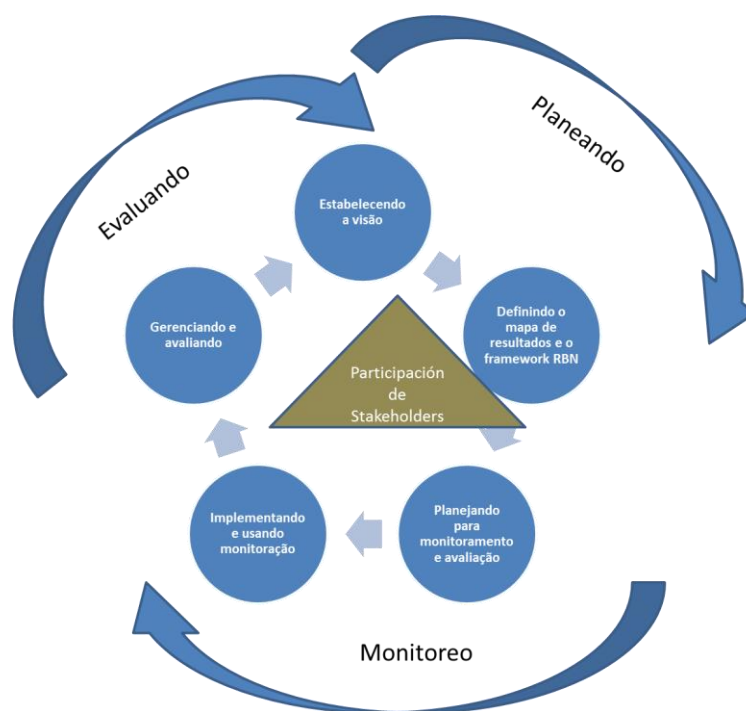 Planeando
Evaluando
Estabelecendo
a visão
Definindo o
mapa de
resultados e o
framework RBN
Planejando
para
monitoramento
e avaliação
Implementando
e usando
monitoração
Gerenciando e
avaliando
Participación
de
Stakeholders
Monitoreo